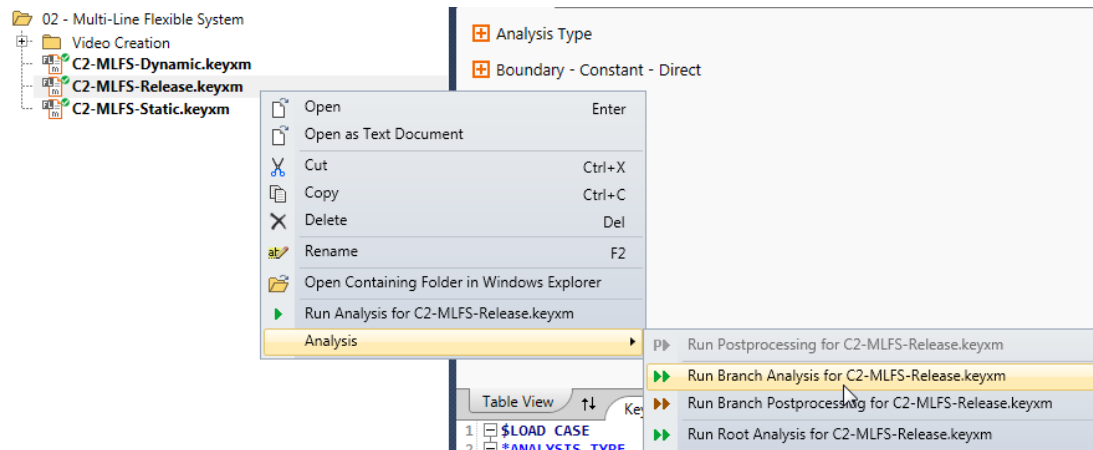 02 - Multi-Line Flexible System
Video Creation
C2-MLFS-Dynamic.keyxm
C2-MLFS-Release.keyxm
C2-MLFS-Static.keyxm
Analysis Type
Boundary - Constant - Direct
Open Enter
Open as Text Document
Cut Ctrl+X
Copy Ctrl+C
Delete Del
Rename F2
Open Containing Folder in Windows Explorer
Run Analysis for C2-MLFS-Release.keyxm
Analysis
Run Postprocessing for C2-MLFS-Release.keyxm
Run Branch Analysis for C2-MLFS-Release.keyxm
Run Branch Postprocessing for C2-MLFS-Release.keyxm
Run Root Analysis for C2-MLFS-Release.keyxm
Table View Key
1 $LOAD CASE
2 *ANALYSIS TYPE